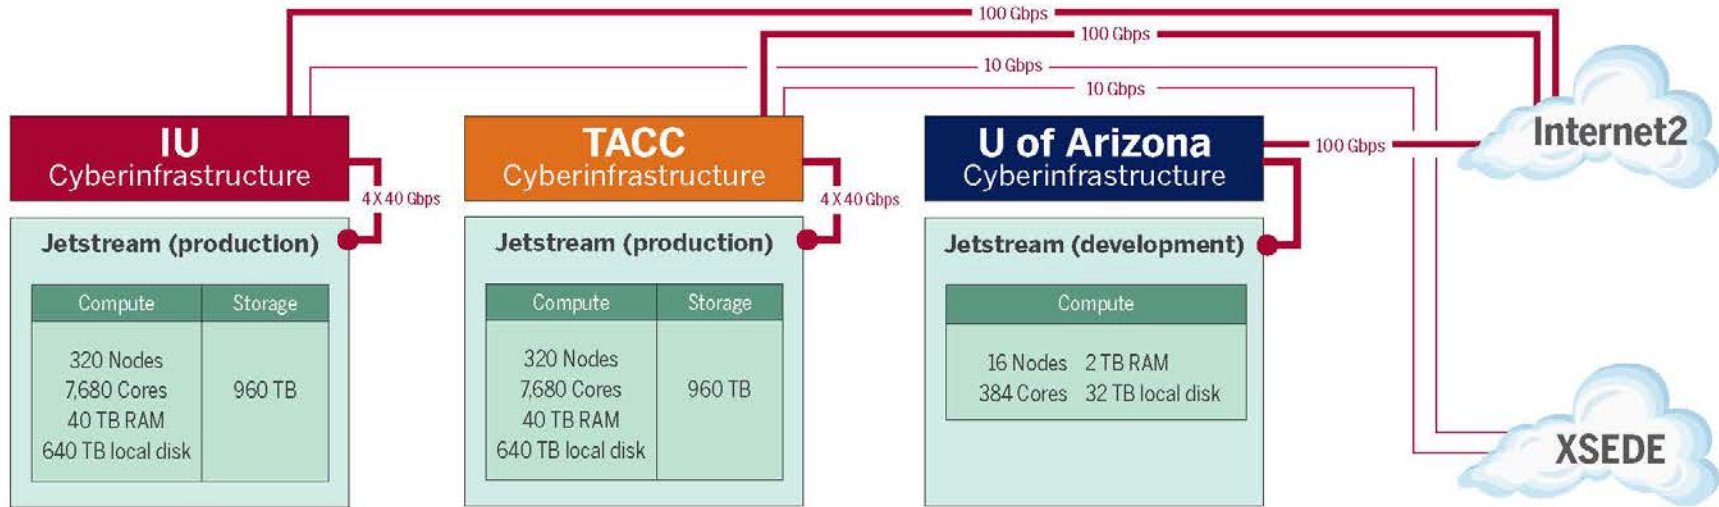 100 Gbps
100 Gbps
10 Gbps
10 Gbps
IU
Cyberinfrastructure
4 X 40 Gbps
Jetstream (production)
Compute Storage
320 Nodes
7,680 Cores 960 TB
40 TB RAM
640 TB local disk
TACC
Cyberinfrastructure
4 X 40 Gbps
Jetstream (production)
Compute Storage
320 Nodes
7,680 Cores 960 TB
40 TB RAM
640 TB local disk
U of Arizona
Cyberinfrastructure
100 Gbps
Jetstream (development)
Compute
16 Nodes 2 TB RAM
384 Cores 32 TB local disk
Internet2
XSEDE